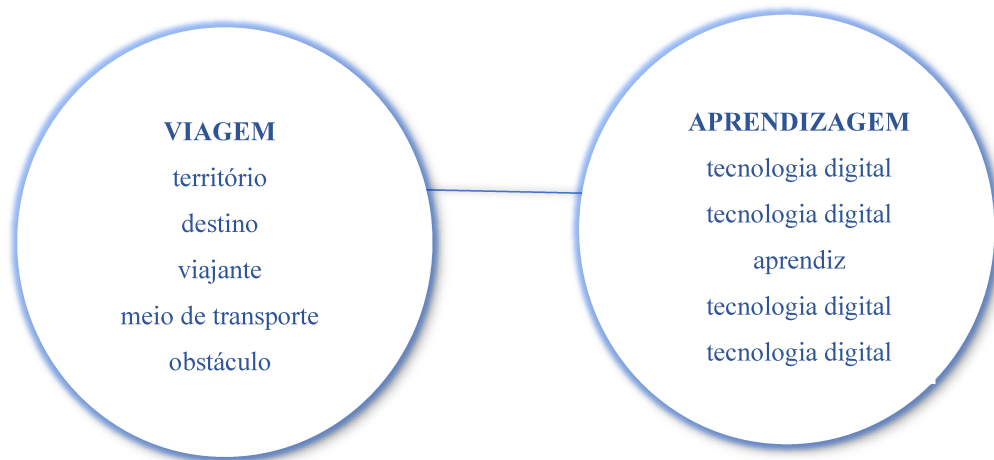 VIAGEM
território
destino
viajante
meio de transporte
obstáculo
APRENDIZAGEM
tecnologia digital
tecnologia digital
aprendiz
tecnologia digital
tecnologia digital